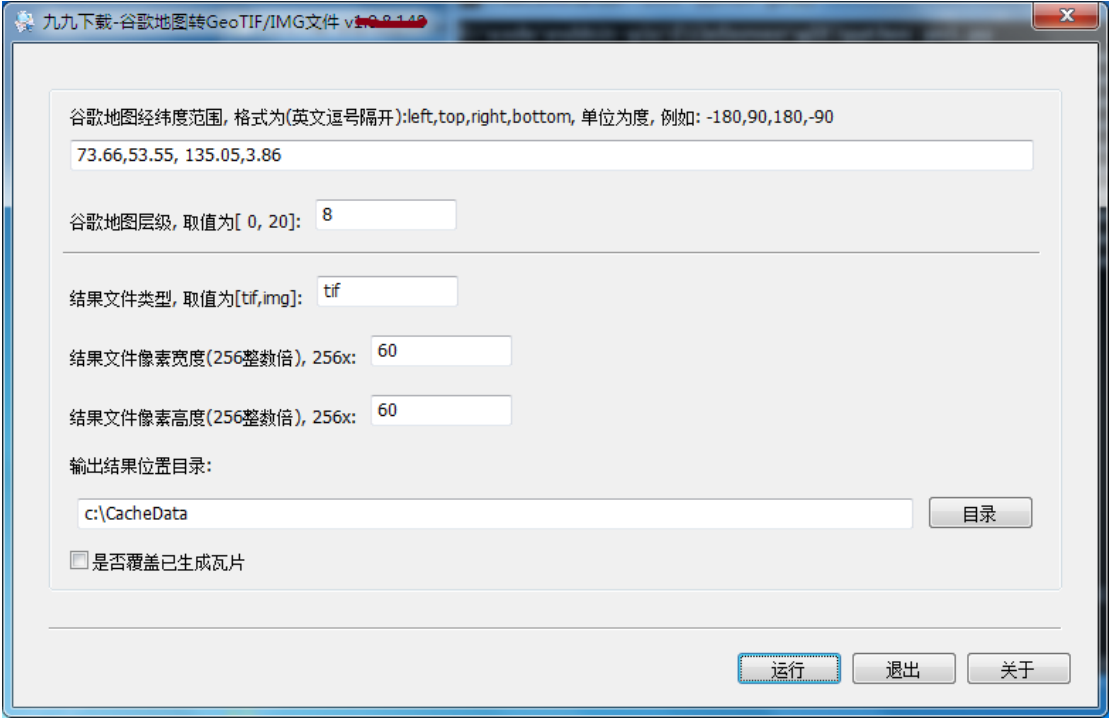 九九下载-谷歌地图转GeoTIF/IMG文件
谷歌地图经纬度范围, 格式为(英文逗号隔开):left,top,right,bottom, 单位为度, 例如: -180,90,180,-90
73.66,53.55, 135.05,3.86
谷歌地图层级, 取值为[ 0, 20]: 8
结果文件类型, 取值为[tif,img]: tif
结果文件像素宽度(256整数倍), 256x: 60
结果文件像素高度(256整数倍), 256x: 60
输出结果位置目录:
c:\CacheData 目录
是否覆盖已生成瓦片
运行 退出 关于